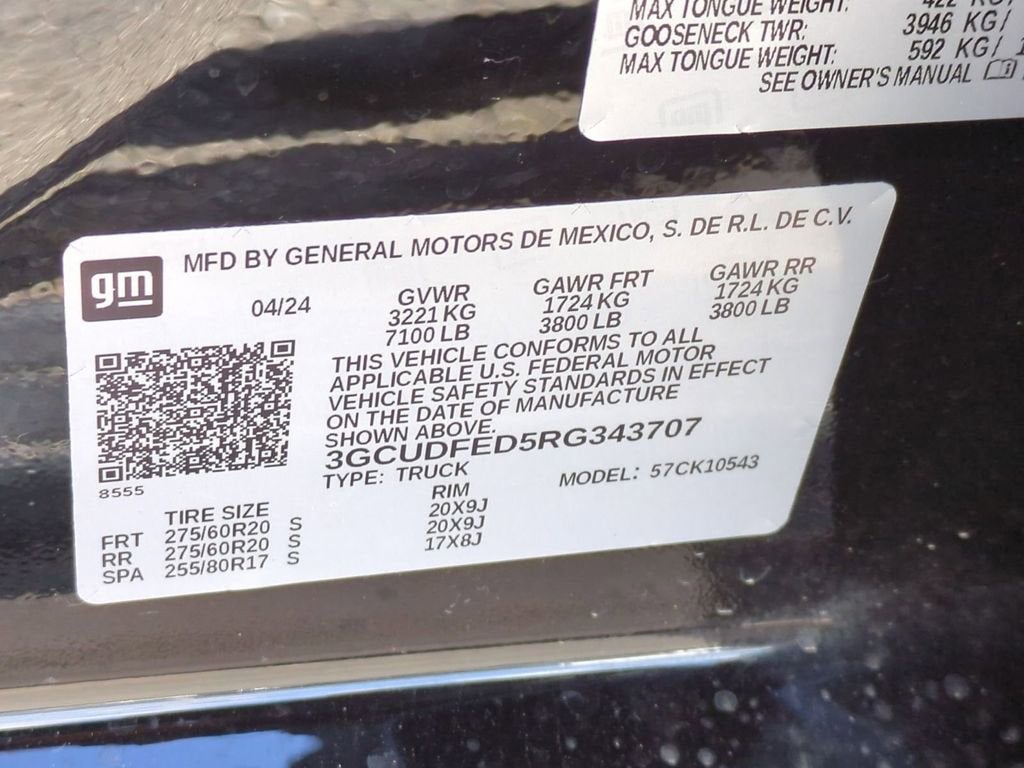 MAX TONGUE WEIGHT: 422 KG/
GOOSENECK TWR: 3946 KG/
MAX TONGUE WEIGHT: 592 KG/
SEE OWNER'S MANUAL
gm
MFD BY GENERAL MOTORS DE MEXICO, S. DE R.L. DE C.V.
04/24 GVWR GAWR FRT GAWR RR
3221 KG 1724 KG 1724 KG
7100 LB 3800 LB 3800 LB
THIS VEHICLE CONFORMS TO ALL
APPLICABLE U.S. FEDERAL MOTOR
VEHICLE SAFETY STANDARDS IN EFFECT
ON THE DATE OF MANUFACTURE
SHOWN ABOVE.
3GCUDFED5RG343707
TYPE: TRUCK MODEL: 57CK10543
8555
TIRE SIZE RIM
FRT 275/60R20 S 20X9J
RR 275/60R20 S 20X9J
SPA 255/80R17 S 17X8J